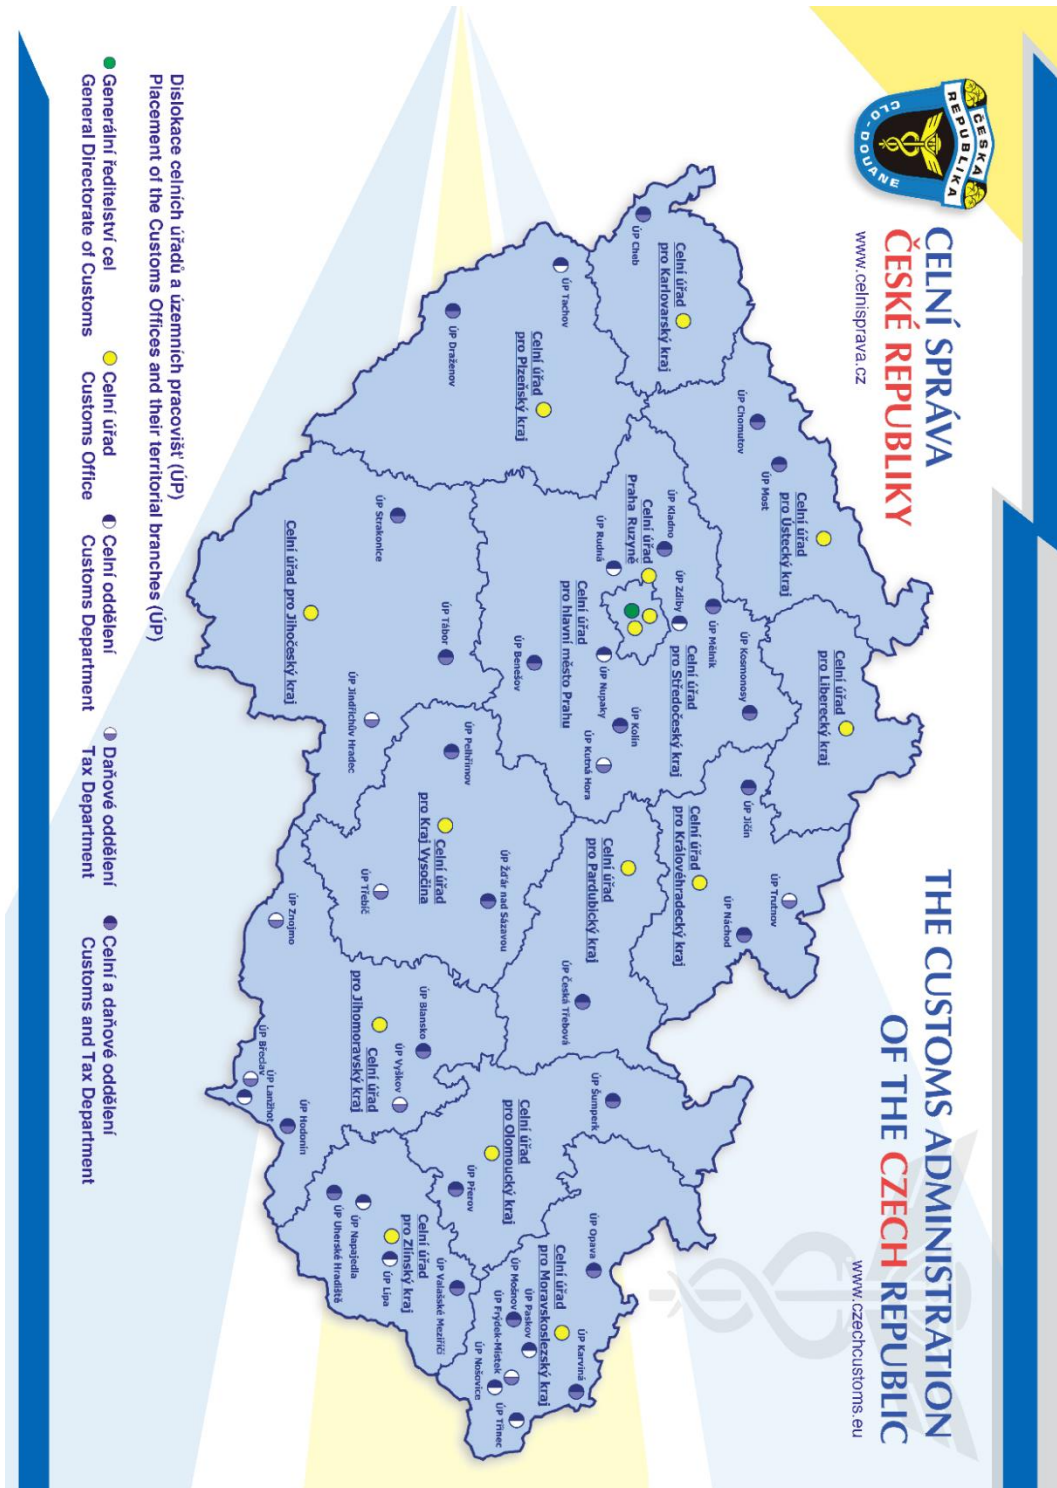 ČESKÁ
REPUBLIKA
CLO-DOUANE
CELNÍ SPRÁVA
ČESKÉ REPUBLIKY
www.celnisprava.cz
THE CUSTOMS ADMINISTRATION
OF THE CZECH REPUBLIC
www.czechcustoms.eu
Celní úřad
pro Karlovarský kraj
ÚP Cheb
ÚP Tachov
ÚP Draženov
Celní úřad
pro Plzeňský kraj
ÚP Chomutov
ÚP Most
Celní úřad
pro Ústecký kraj
Celní úřad
pro Liberecký kraj
ÚP Kladno
Celní úřad
Praha Ruzyně
ÚP Rudná
ÚP Zdiby
ÚP Mělník
ÚP Kosmonosy
Celní úřad
pro Středočeský kraj
Celní úřad
pro hlavní město Prahu
ÚP Nupaky
ÚP Kolín
ÚP Kutná Hora
ÚP Benešov
ÚP Strakonice
ÚP Tábor
Celní úřad pro Jihočeský kraj
ÚP Jindřichův Hradec
ÚP Jičín
ÚP Trutnov
ÚP Náchod
Celní úřad
pro Královéhradecký kraj
Celní úřad
pro Pardubický kraj
ÚP Česká Třebová
ÚP Pelhřimov
Celní úřad
pro Kraj Vysočina
ÚP Žďár nad Sázavou
ÚP Třebíč
ÚP Znojmo
ÚP Blansko
Celní úřad
pro Jihomoravský kraj
ÚP Vyškov
ÚP Břeclav
ÚP Lanžhot
ÚP Hodonín
ÚP Šumperk
Celní úřad
pro Olomoucký kraj
ÚP Přerov
Celní úřad
pro Zlínský kraj
ÚP Napajedla
ÚP Uherské Hradiště
ÚP Lípa
ÚP Valašské Meziříčí
ÚP Opava
Celní úřad
pro Moravskoslezský kraj
ÚP Mošnov
ÚP Paskov
ÚP Frýdek-Místek
ÚP Nošovice
ÚP Karviná
ÚP Třinec
Dislokace celních úřadů a územních pracovišť (ÚP)
Placement of the Customs Offices and their territorial branches (ÚP)
Generální ředitelství cel
General Directorate of Customs
Celní úřad
Customs Office
Celní oddělení
Customs Department
Daňové oddělení
Tax Department
Celní a daňové oddělení
Customs and Tax Department